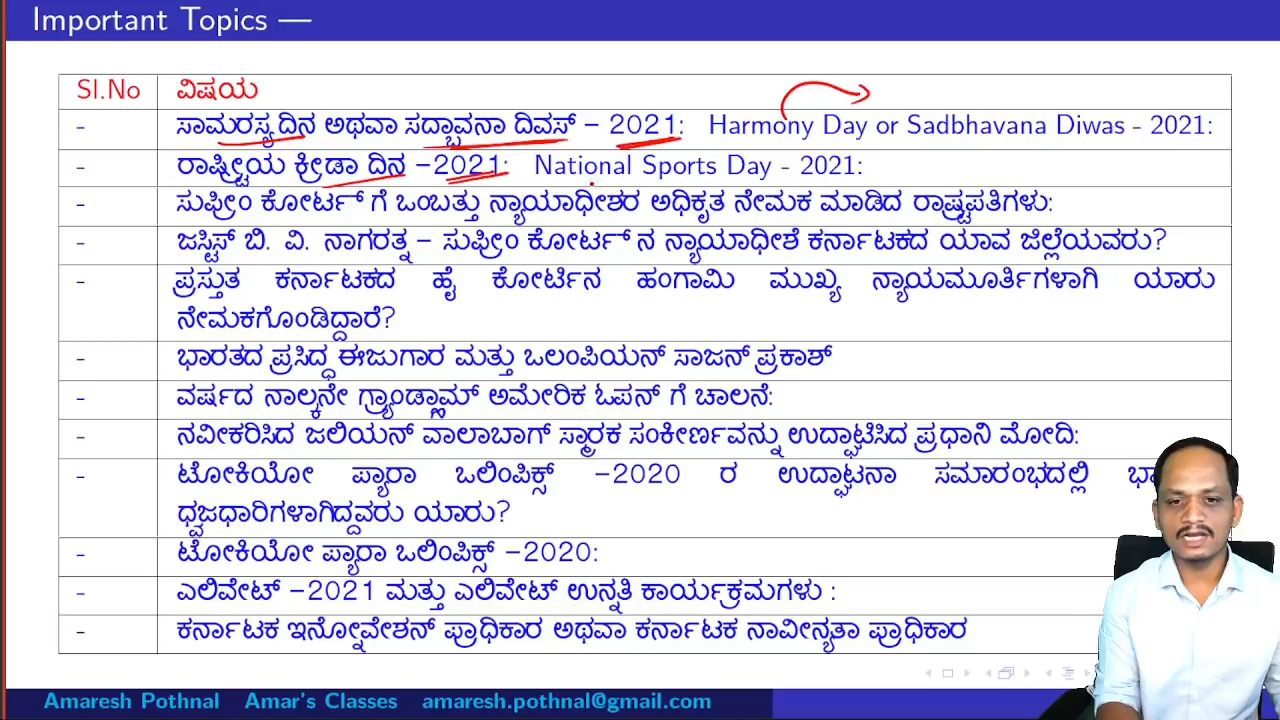 Important Topics —
Sl.No ವಿಷಯ
- ಸಾಮರಸ್ಯ ದಿನ ಅಥವಾ ಸದ್ಭಾವನಾ ದಿವಸ್ – 2021: Harmony Day or Sadbhavana Diwas - 2021:
- ರಾಷ್ಟ್ರೀಯ ಕ್ರೀಡಾ ದಿನ –2021: National Sports Day - 2021:
- ಸುಪ್ರೀಂ ಕೋರ್ಟ್ ಗೆ ಒಂಬತ್ತು ನ್ಯಾಯಾಧೀಶರ ಅಧಿಕೃತ ನೇಮಕ ಮಾಡಿದ ರಾಷ್ಟ್ರಪತಿಗಳು:
- ಜಸ್ಟಿಸ್ ಬಿ. ವಿ. ನಾಗರತ್ನ – ಸುಪ್ರೀಂ ಕೋರ್ಟ್ ನ ನ್ಯಾಯಾಧೀಶೆ ಕರ್ನಾಟಕದ ಯಾವ ಜಿಲ್ಲೆಯವರು?
- ಪ್ರಸ್ತುತ ಕರ್ನಾಟಕದ ಹೈ ಕೋರ್ಟಿನ ಹಂಗಾಮಿ ಮುಖ್ಯ ನ್ಯಾಯಮೂರ್ತಿಗಳಾಗಿ ಯಾರು
ನೇಮಕಗೊಂಡಿದ್ದಾರೆ?
- ಭಾರತದ ಪ್ರಸಿದ್ಧ ಈಜುಗಾರ ಮತ್ತು ಒಲಂಪಿಯನ್ ಸಾಜನ್ ಪ್ರಕಾಶ್
- ವರ್ಷದ ನಾಲ್ಕನೇ ಗ್ರ್ಯಾಂಡ್ಸ್ಲಾಮ್ ಅಮೇರಿಕ ಓಪನ್ ಗೆ ಚಾಲನೆ:
- ನವೀಕರಿಸಿದ ಜಲಿಯನ್ ವಾಲಾಬಾಗ್ ಸ್ಮಾರಕ ಸಂಕೀರ್ಣವನ್ನು ಉದ್ಘಾಟಿಸಿದ ಪ್ರಧಾನಿ ಮೋದಿ:
- ಟೋಕಿಯೋ ಪ್ಯಾರಾ ಒಲಿಂಪಿಕ್ಸ್ –2020 ರ ಉದ್ಘಾಟನಾ ಸಮಾರಂಭದಲ್ಲಿ
ಧ್ವಜಧಾರಿಗಳಾಗಿದ್ದವರು ಯಾರು?
- ಟೋಕಿಯೋ ಪ್ಯಾರಾ ಒಲಿಂಪಿಕ್ಸ್ –2020:
- ಎಲಿವೇಟ್ –2021 ಮತ್ತು ಎಲಿವೇಟ್ ಉನ್ನತಿ ಕಾರ್ಯಕ್ರಮಗಳು :
- ಕರ್ನಾಟಕ ಇನ್ನೋವೇಶನ್ ಪ್ರಾಧಿಕಾರ ಅಥವಾ ಕರ್ನಾಟಕ ನಾವೀನ್ಯತಾ ಪ್ರಾಧಿಕಾರ
Amaresh Pothnal Amar's Classes amaresh.pothnal@gmail.com